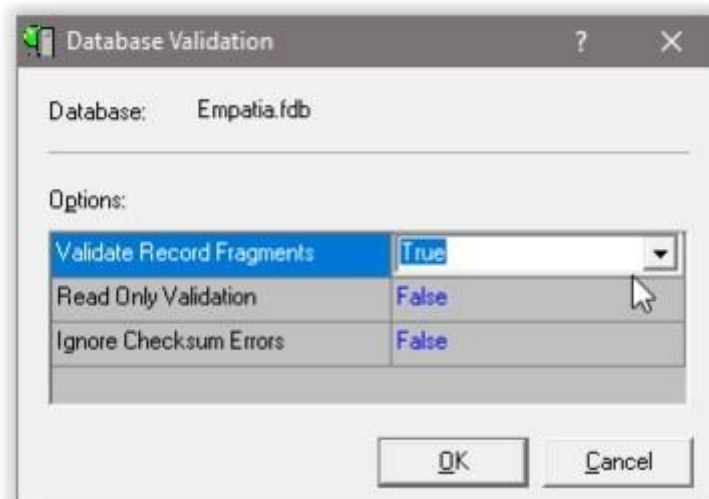 Database Validation ?
Database: Empatia.fdb
Options:
Validate Record Fragments True
Read Only Validation False
Ignore Checksum Errors False
OK Cancel